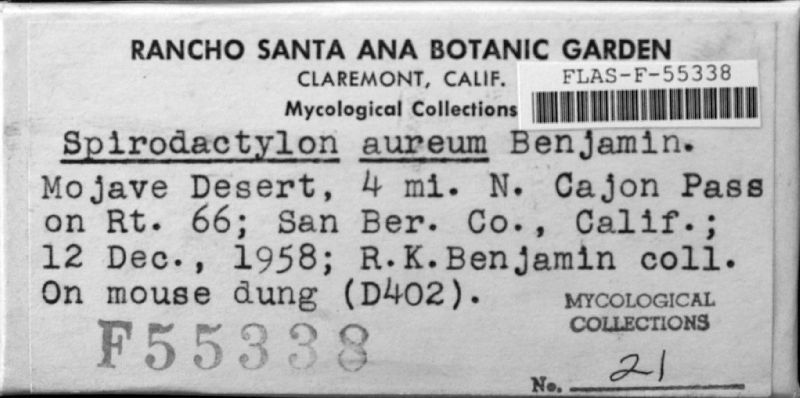 RANCHO SANTA ANA BOTANIC GARDEN
CLAREMONT, CALIF.
FLAS-F-55338
Mycological Collections
Spirodactylon aureum Benjamin.
Mojave Desert, 4 mi. N. Cajon Pass
on Rt. 66; San Ber. Co., Calif.;
12 Dec., 1958; R.K.Benjamin coll.
On mouse dung (D402).
MYCOLOGICAL
COLLECTIONS
F55338
No. 21